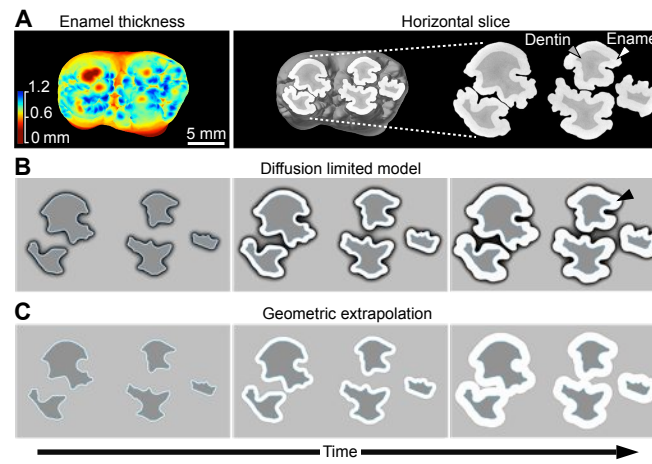 A
Enamel thickness
Horizontal slice
Dentin
Enamel
1.2
0.6
0 mm
5 mm
B
Diffusion limited model
C
Geometric extrapolation
Time